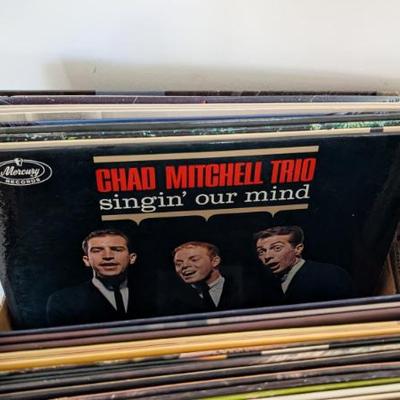 Mercury
RECORDS
CHAD MITCHELL TRIO
singin' our mind